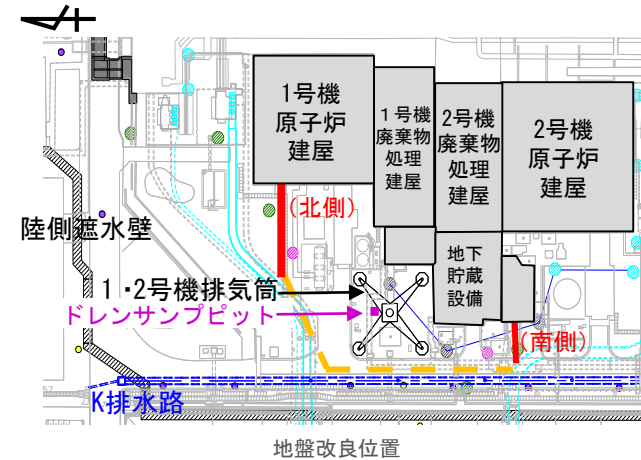 1号機
原子炉
建屋
1号機
廃棄物
処理
建屋
2号機
廃棄物
処理
建屋
2号機
原子炉
建屋
(北側)
陸側遮水壁
地下
貯蔵
設備
1・2号機排気筒
ドレンサンプピット
(南側)
K排水路
地盤改良位置